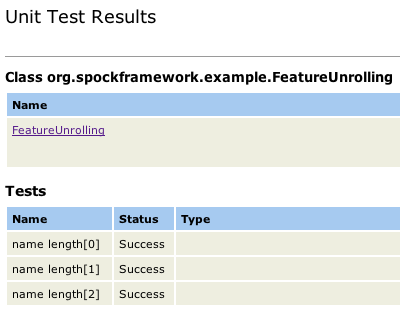 Unit Test Results
Class org.spockframework.example.FeatureUnrolling
Name
FeatureUnrolling
Tests
Name Status Type
name length[0] Success
name length[1] Success
name length[2] Success